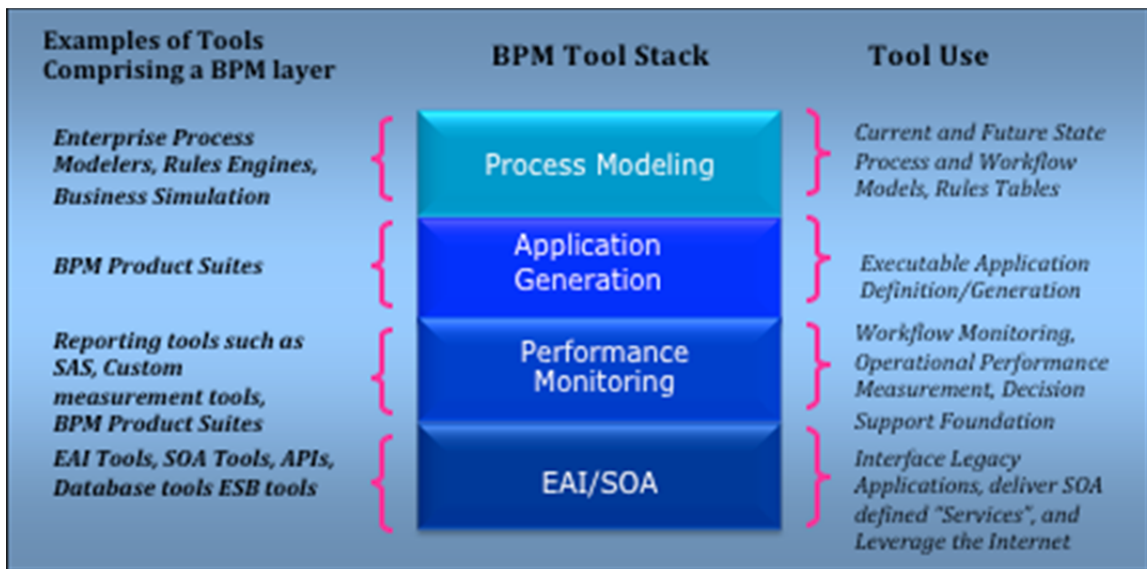 Examples of Tools
Comprising a BPM layer
BPM Tool Stack
Tool Use
Enterprise Process
Modelers, Rules Engines,
Business Simulation
Process Modeling
Current and Future State
Process and Workflow
Models, Rules Tables
BPM Product Suites
Application
Generation
Executable Application
Definition/Generation
Reporting tools such as
SAS, Custom
measurement tools,
BPM Product Suites
Performance
Monitoring
Workflow Monitoring,
Operational Performance
Measurement, Decision
Support Foundation
EAI Tools, SOA Tools, APIs,
Database tools ESB tools
EAI/SOA
Interface Legacy
Applications, deliver SOA
defined "Services", and
Leverage the Internet